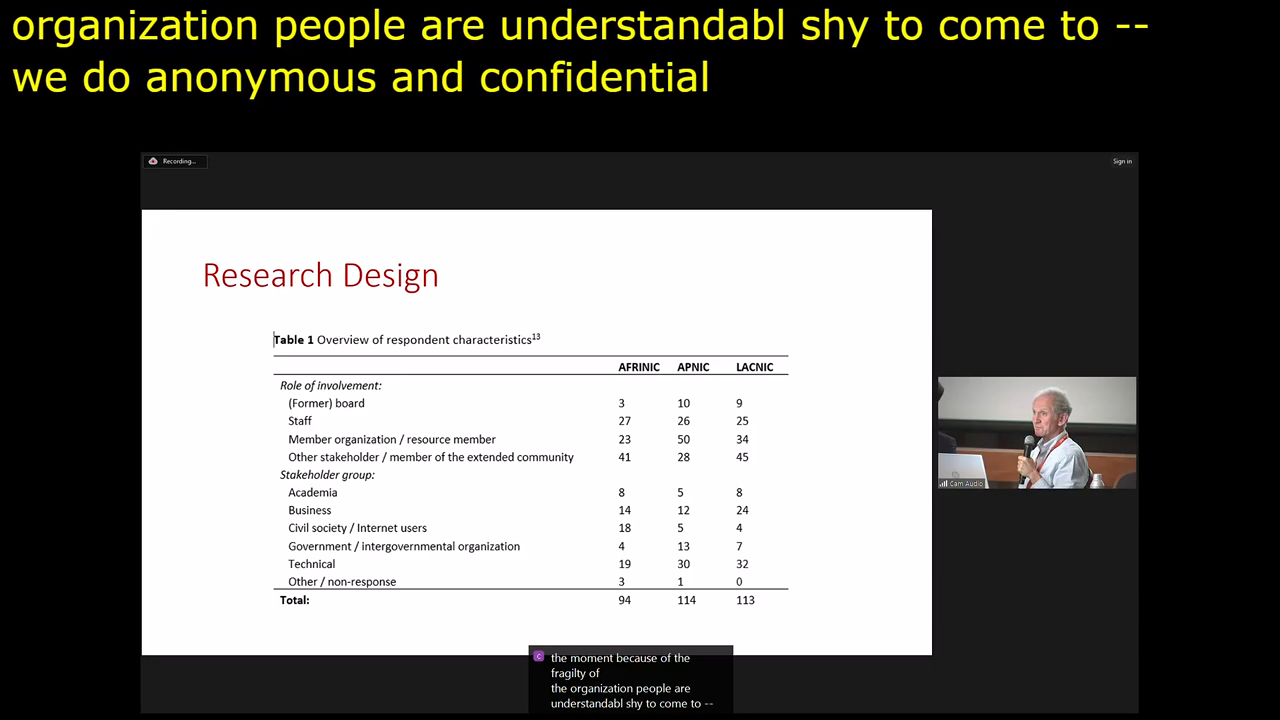 organization people are understandabl shy to come to --
we do anonymous and confidential
Recording...
Sign in
Research Design
Table 1 Overview of respondent characteristics13
AFRINIC APNIC LACNIC
Role of involvement:
(Former) board 3 10 9
Staff 27 26 25
Member organization / resource member 23 50 34
Other stakeholder / member of the extended community 41 28 45
Stakeholder group:
Academia 8 5 8
Business 14 12 24
Civil society / Internet users 18 5 4
Government / intergovernmental organization 4 13 7
Technical 19 30 32
Other / non-response 3 1 0
Total: 94 114 113
Cam Audio
C
the moment because of the
fragilty of
the organization people are
understandabl shy to come to --